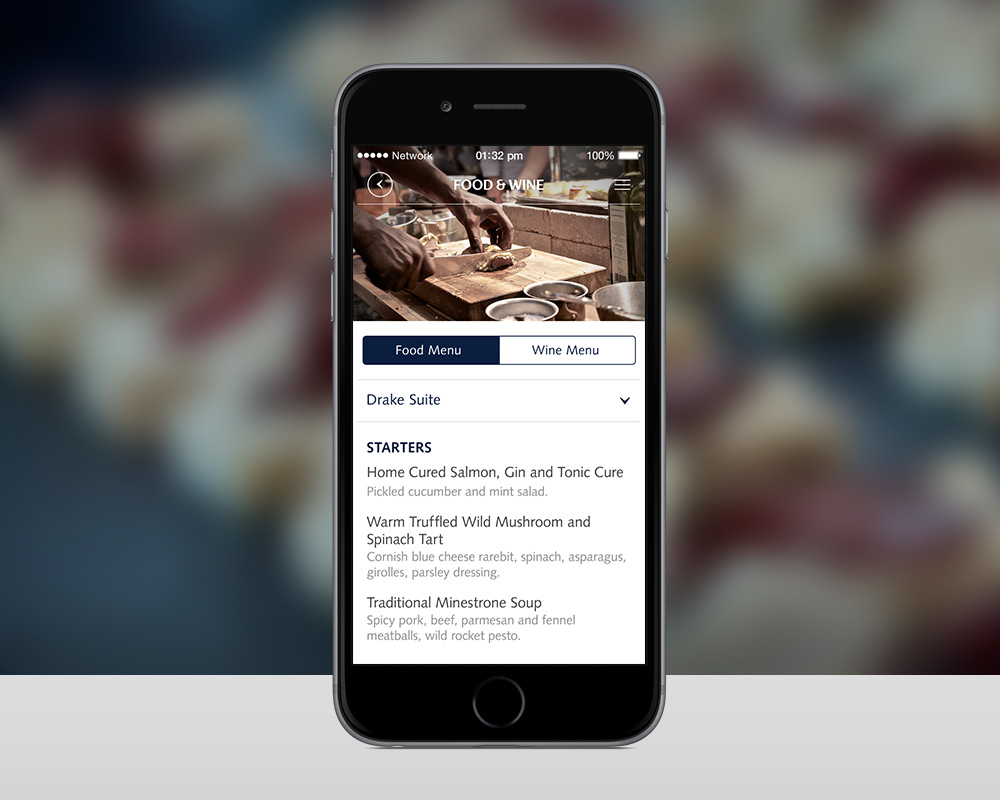 Network 01:32 pm 100%
FOOD & WINE
Food Menu Wine Menu
Drake Suite
STARTERS
Home Cured Salmon, Gin and Tonic Cure
Pickled cucumber and mint salad.
Warm Truffled Wild Mushroom and
Spinach Tart
Cornish blue cheese rarebit, spinach, asparagus,
girolles, parsley dressing.
Traditional Minestrone Soup
Spicy pork, beef, parmesan and fennel
meatballs, wild rocket pesto.